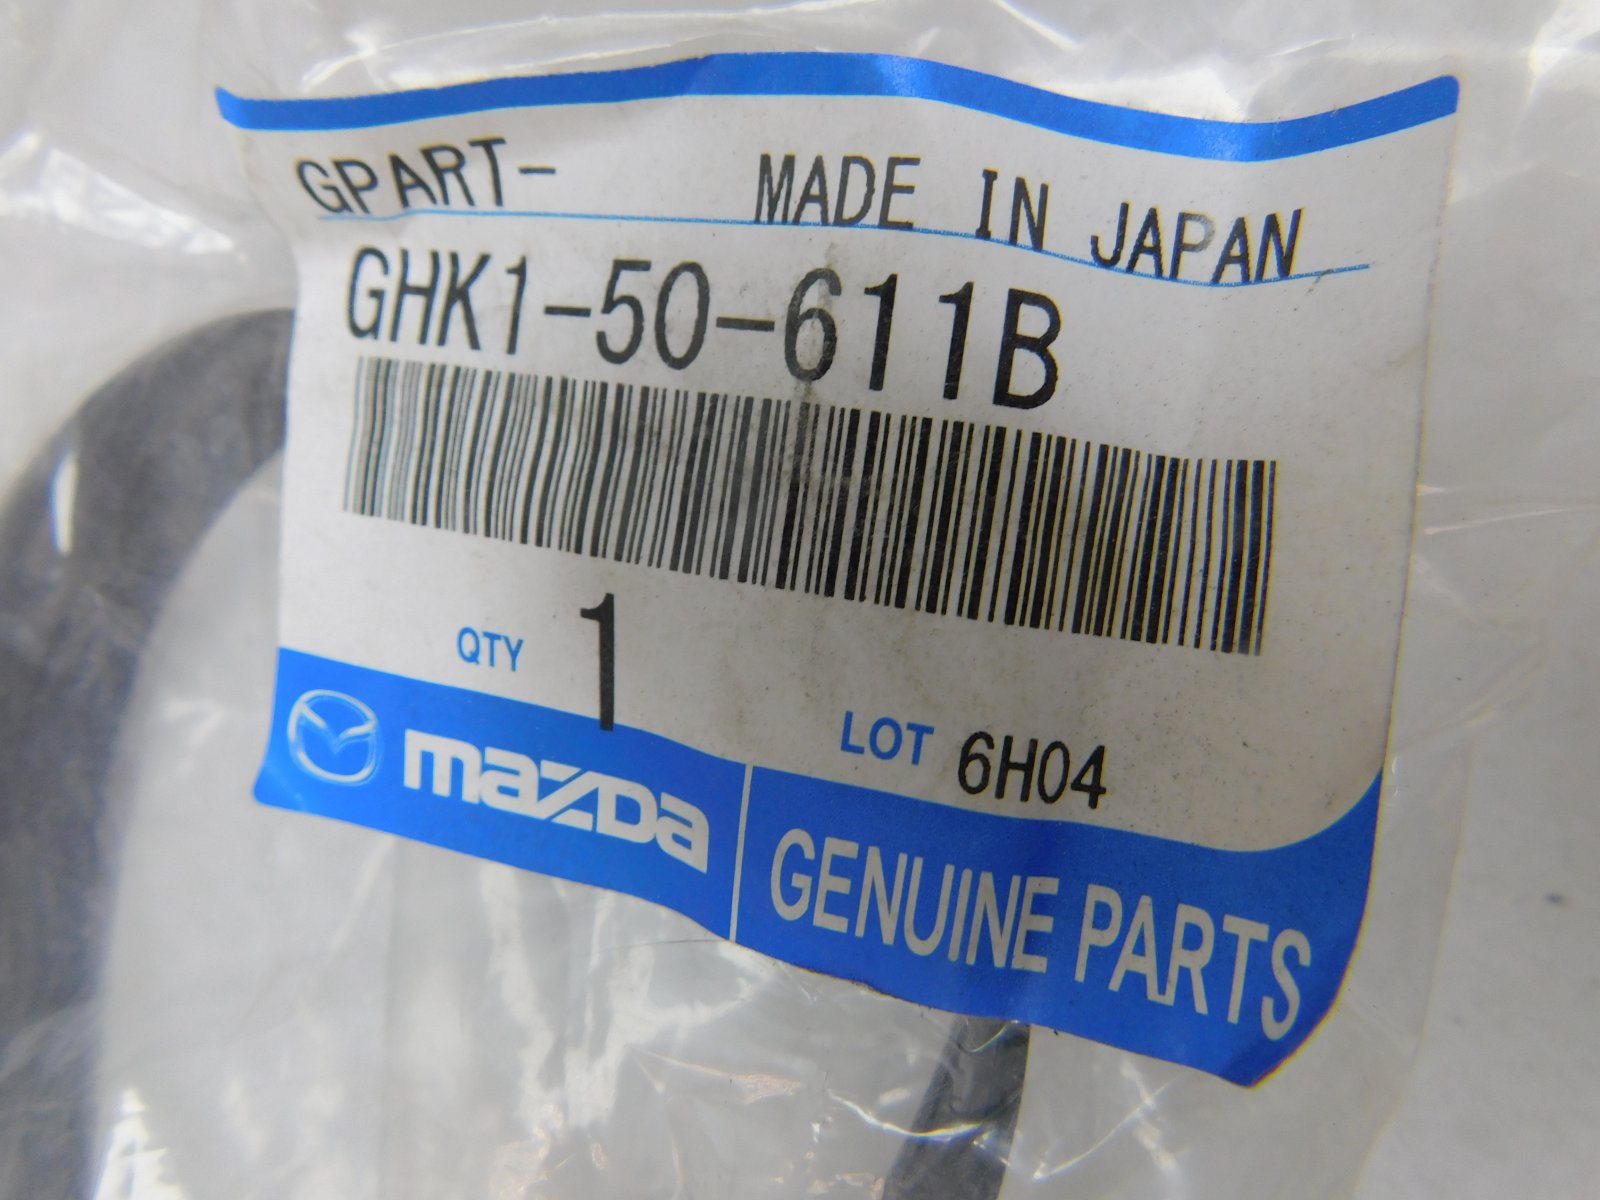 GPART- MADE IN JAPAN
GHK1-50-611B
QTY 1
LOT 6H04
mazda GENUINE PARTS